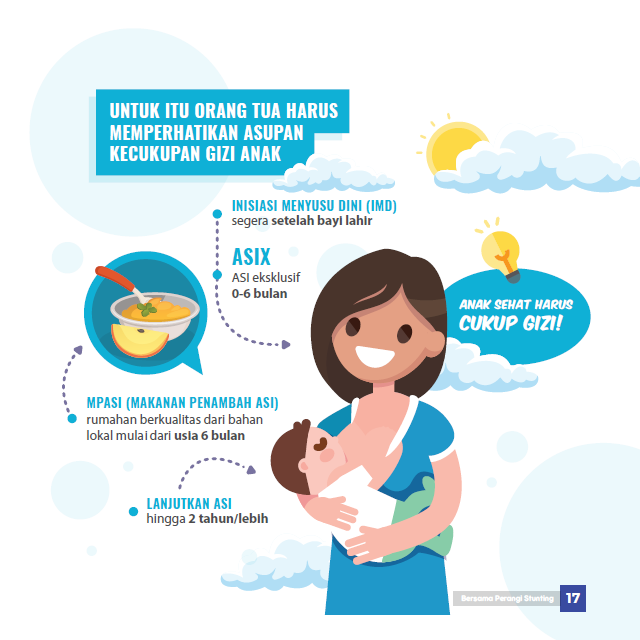 UNTUK ITU ORANG TUA HARUS
MEMPERHATIKAN ASUPAN
KECUKUPAN GIZI ANAK
INISIASI MENYUSU DINI (IMD)
segera setelah bayi lahir
ASIX
ASI eksklusif
0-6 bulan
ANAK SEHAT HARUS
CUKUP GIZI!
MPASI (MAKANAN PENAMBAH ASI)
rumahan berkualitas dari bahan
lokal mulai dari usia 6 bulan
LANJUTKAN ASI
hingga 2 tahun/lebih
Bersama Perangi Stunting
17